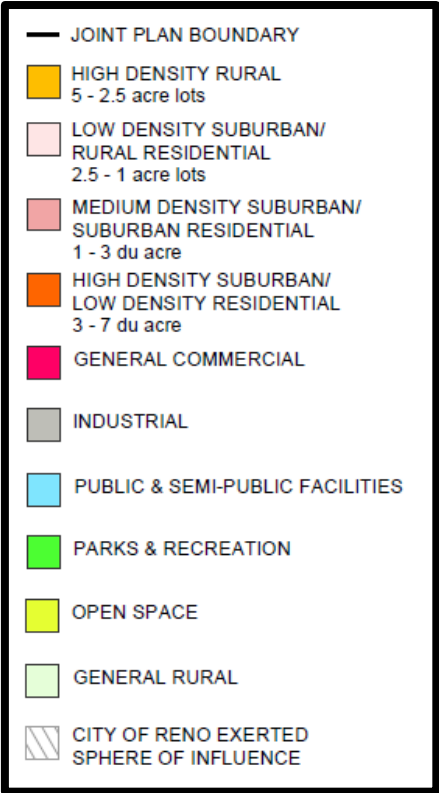 JOINT PLAN BOUNDARY
HIGH DENSITY RURAL
5 - 2.5 acre lots
LOW DENSITY SUBURBAN/
RURAL RESIDENTIAL
2.5 - 1 acre lots
MEDIUM DENSITY SUBURBAN/
SUBURBAN RESIDENTIAL
1 - 3 du acre
HIGH DENSITY SUBURBAN/
LOW DENSITY RESIDENTIAL
3 - 7 du acre
GENERAL COMMERCIAL
INDUSTRIAL
PUBLIC & SEMI-PUBLIC FACILITIES
PARKS & RECREATION
OPEN SPACE
GENERAL RURAL
CITY OF RENO EXERTED
SPHERE OF INFLUENCE